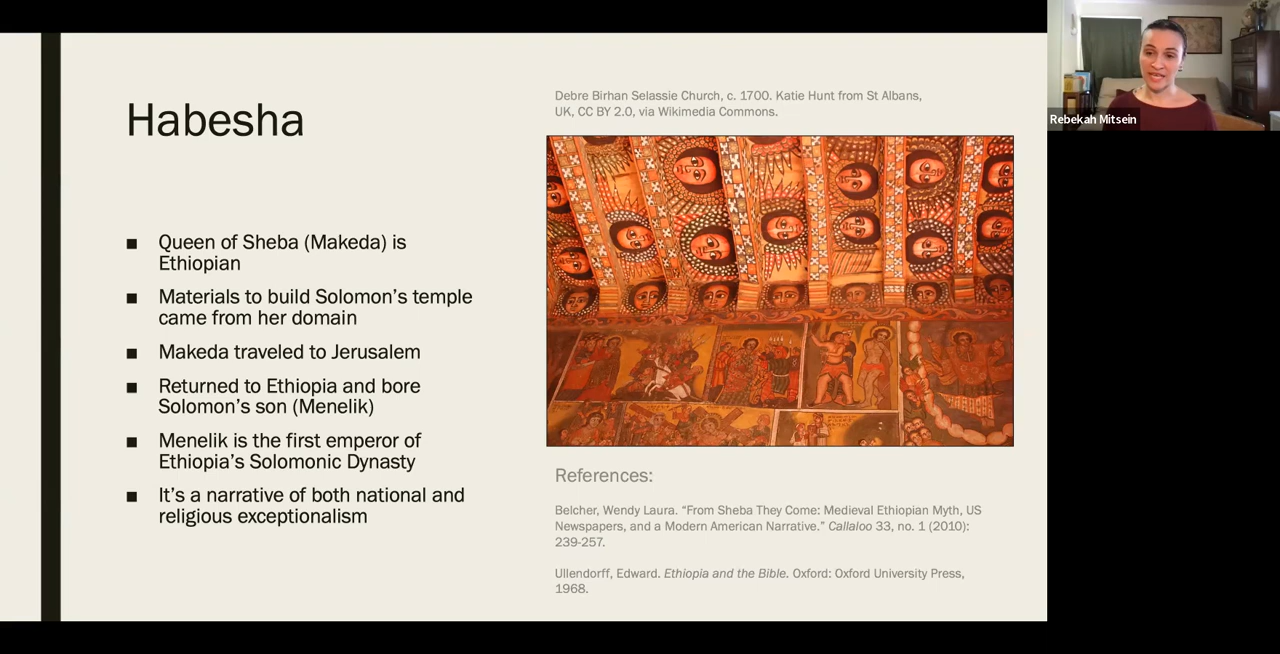 Habesha
■ Queen of Sheba (Makeda) is
Ethiopian
■ Materials to build Solomon’s temple
came from her domain
■ Makeda traveled to Jerusalem
■ Returned to Ethiopia and bore
Solomon’s son (Menelik)
■ Menelik is the first emperor of
Ethiopia’s Solomonic Dynasty
■ It’s a narrative of both national and
religious exceptionalism
Debre Birhan Selassie Church, c. 1700. Katie Hunt from St Albans,
UK, CC BY 2.0, via Wikimedia Commons.
References:
Belcher, Wendy Laura. “From Sheba They Come: Medieval Ethiopian Myth, US
Newspapers, and a Modern American Narrative.” Callaloo 33, no. 1 (2010):
239-257.
Ullendorff, Edward. Ethiopia and the Bible. Oxford: Oxford University Press,
1968.
Rebekah Mitsein